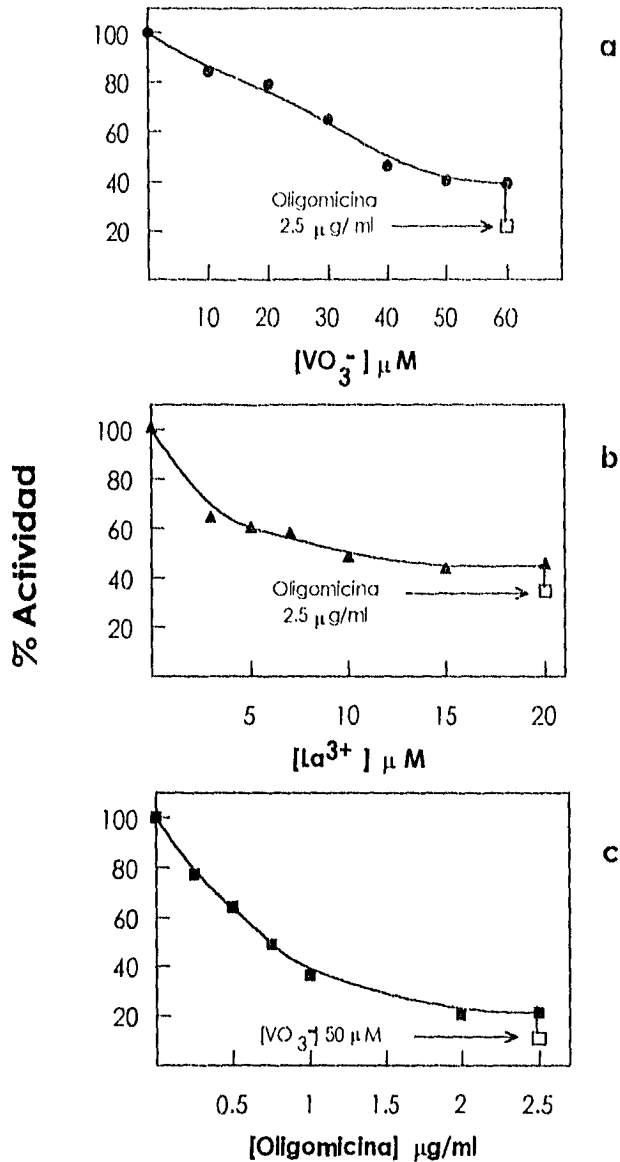 % Actividad
a
100
80
60
40
20
Oligomicina
2.5 μg/ml
10 20 30 40 50 60
[VO3-] μM
b
100
80
60
40
20
Oligomicina
2.5 μg/ml
5 10 15 20
[La3+] μM
c
100
80
60
40
20
[VO3-] 50 μM
0.5 1 1.5 2 2.5
[Oligomicina] μg/ml